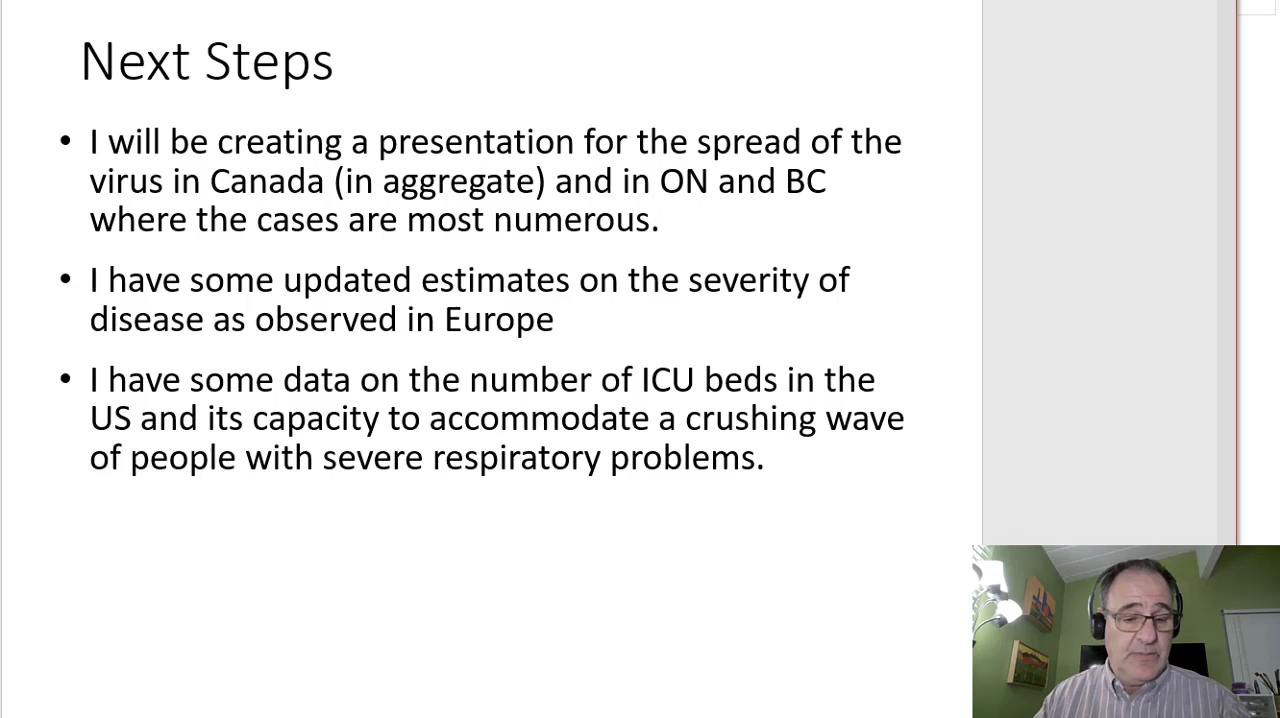 Next Steps
• I will be creating a presentation for the spread of the
virus in Canada (in aggregate) and in ON and BC
where the cases are most numerous.
• I have some updated estimates on the severity of
disease as observed in Europe
• I have some data on the number of ICU beds in the
US and its capacity to accommodate a crushing wave
of people with severe respiratory problems.